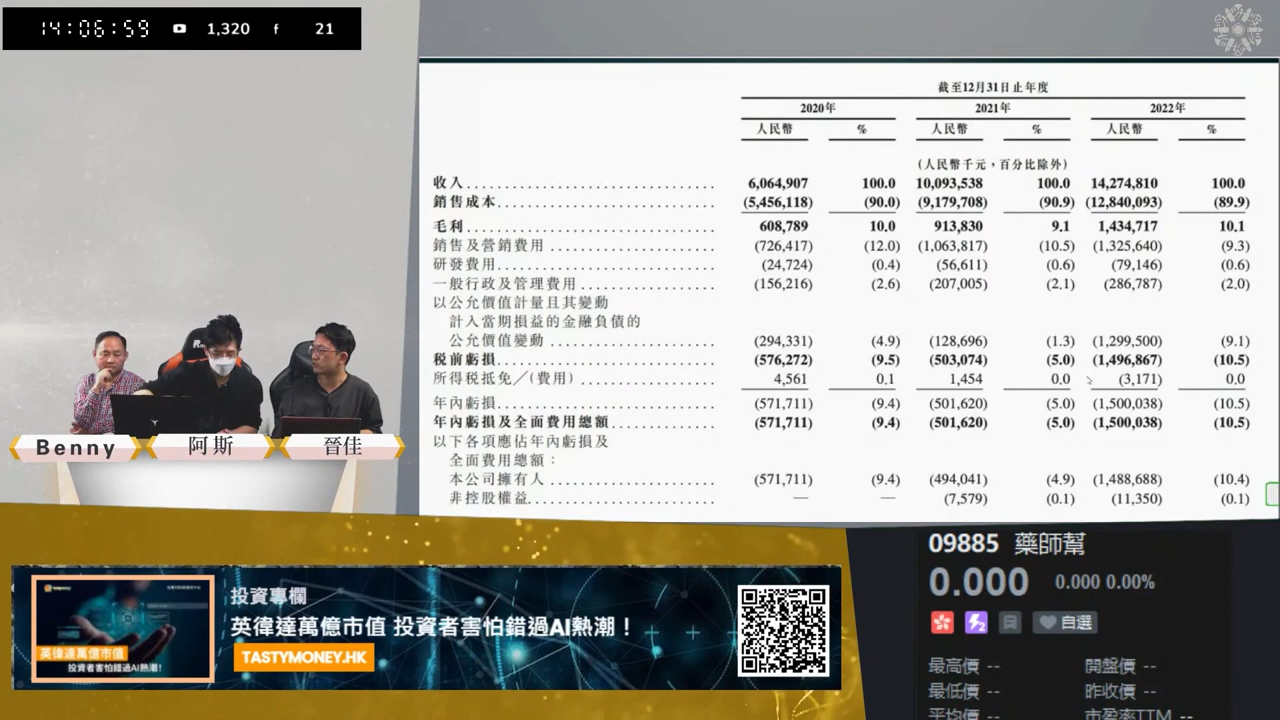 14:06:59 1,320 f 21
截至12月31日止年度
2020年 2021年 2022年
人民幣 % 人民幣 % 人民幣 %
(人民幣千元，百分比除外)
收入 6,064,907 100.0 10,093,538 100.0 14,274,810 100.0
銷售成本 (5,456,118) (90.0) (9,179,708) (90.9) (12,840,093) (89.9)
毛利 608,789 10.0 913,830 9.1 1,434,717 10.1
銷售及營銷費用 (726,417) (12.0) (1,063,817) (10.5) (1,325,640) (9.3)
研發費用 (24,724) (0.4) (56,611) (0.6) (79,146) (0.6)
一般行政及管理費用 (156,216) (2.6) (207,005) (2.1) (286,787) (2.0)
以公允價值計量且其變動
計入當期損益的金融負債的
公允價值變動 (294,331) (4.9) (128,696) (1.3) (1,299,500) (9.1)
稅前虧損 (576,272) (9.5) (503,074) (5.0) (1,496,867) (10.5)
所得稅抵免／(費用) 4,561 0.1 1,454 0.0 (3,171) 0.0
年內虧損 (571,711) (9.4) (501,620) (5.0) (1,500,038) (10.5)
年內虧損及全面費用總額 (571,711) (9.4) (501,620) (5.0) (1,500,038) (10.5)
以下各項應佔年內虧損及
全面費用總額：
本公司擁有人 (571,711) (9.4) (494,041) (4.9) (1,488,688) (10.4)
非控股權益 — — (7,579) (0.1) (11,350) (0.1)
Benny 阿斯 晉佳
英偉達萬億市值
投資者害怕錯過AI熱潮！
投資專欄
英偉達萬億市值 投資者害怕錯過AI熱潮！
TASTYMONEY.HK
09885 藥師幫
0.000 0.000 0.00%
自選
最高價 -- 開盤價 --
最低價 -- 昨收價 --
平均價 -- 市盈率TTM --